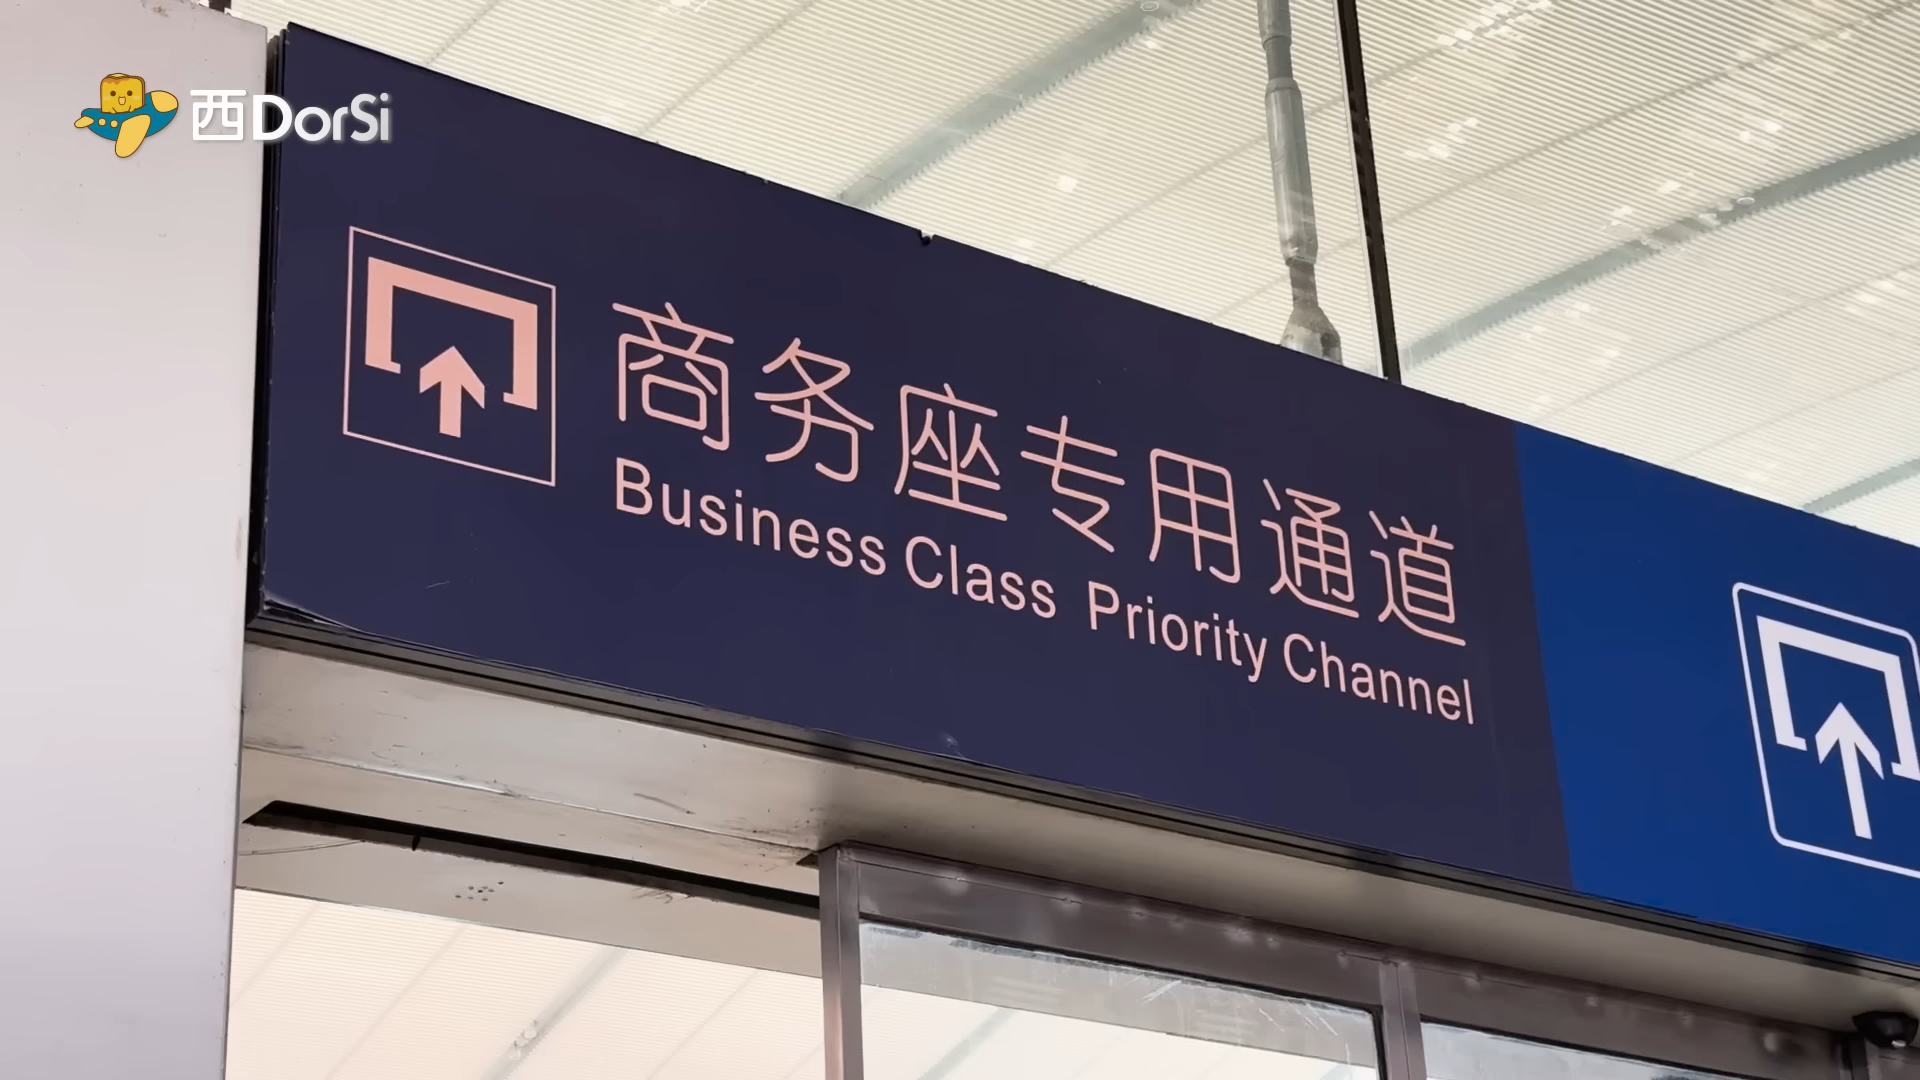 西DorSi
商务座专用通道
Business Class Priority Channel